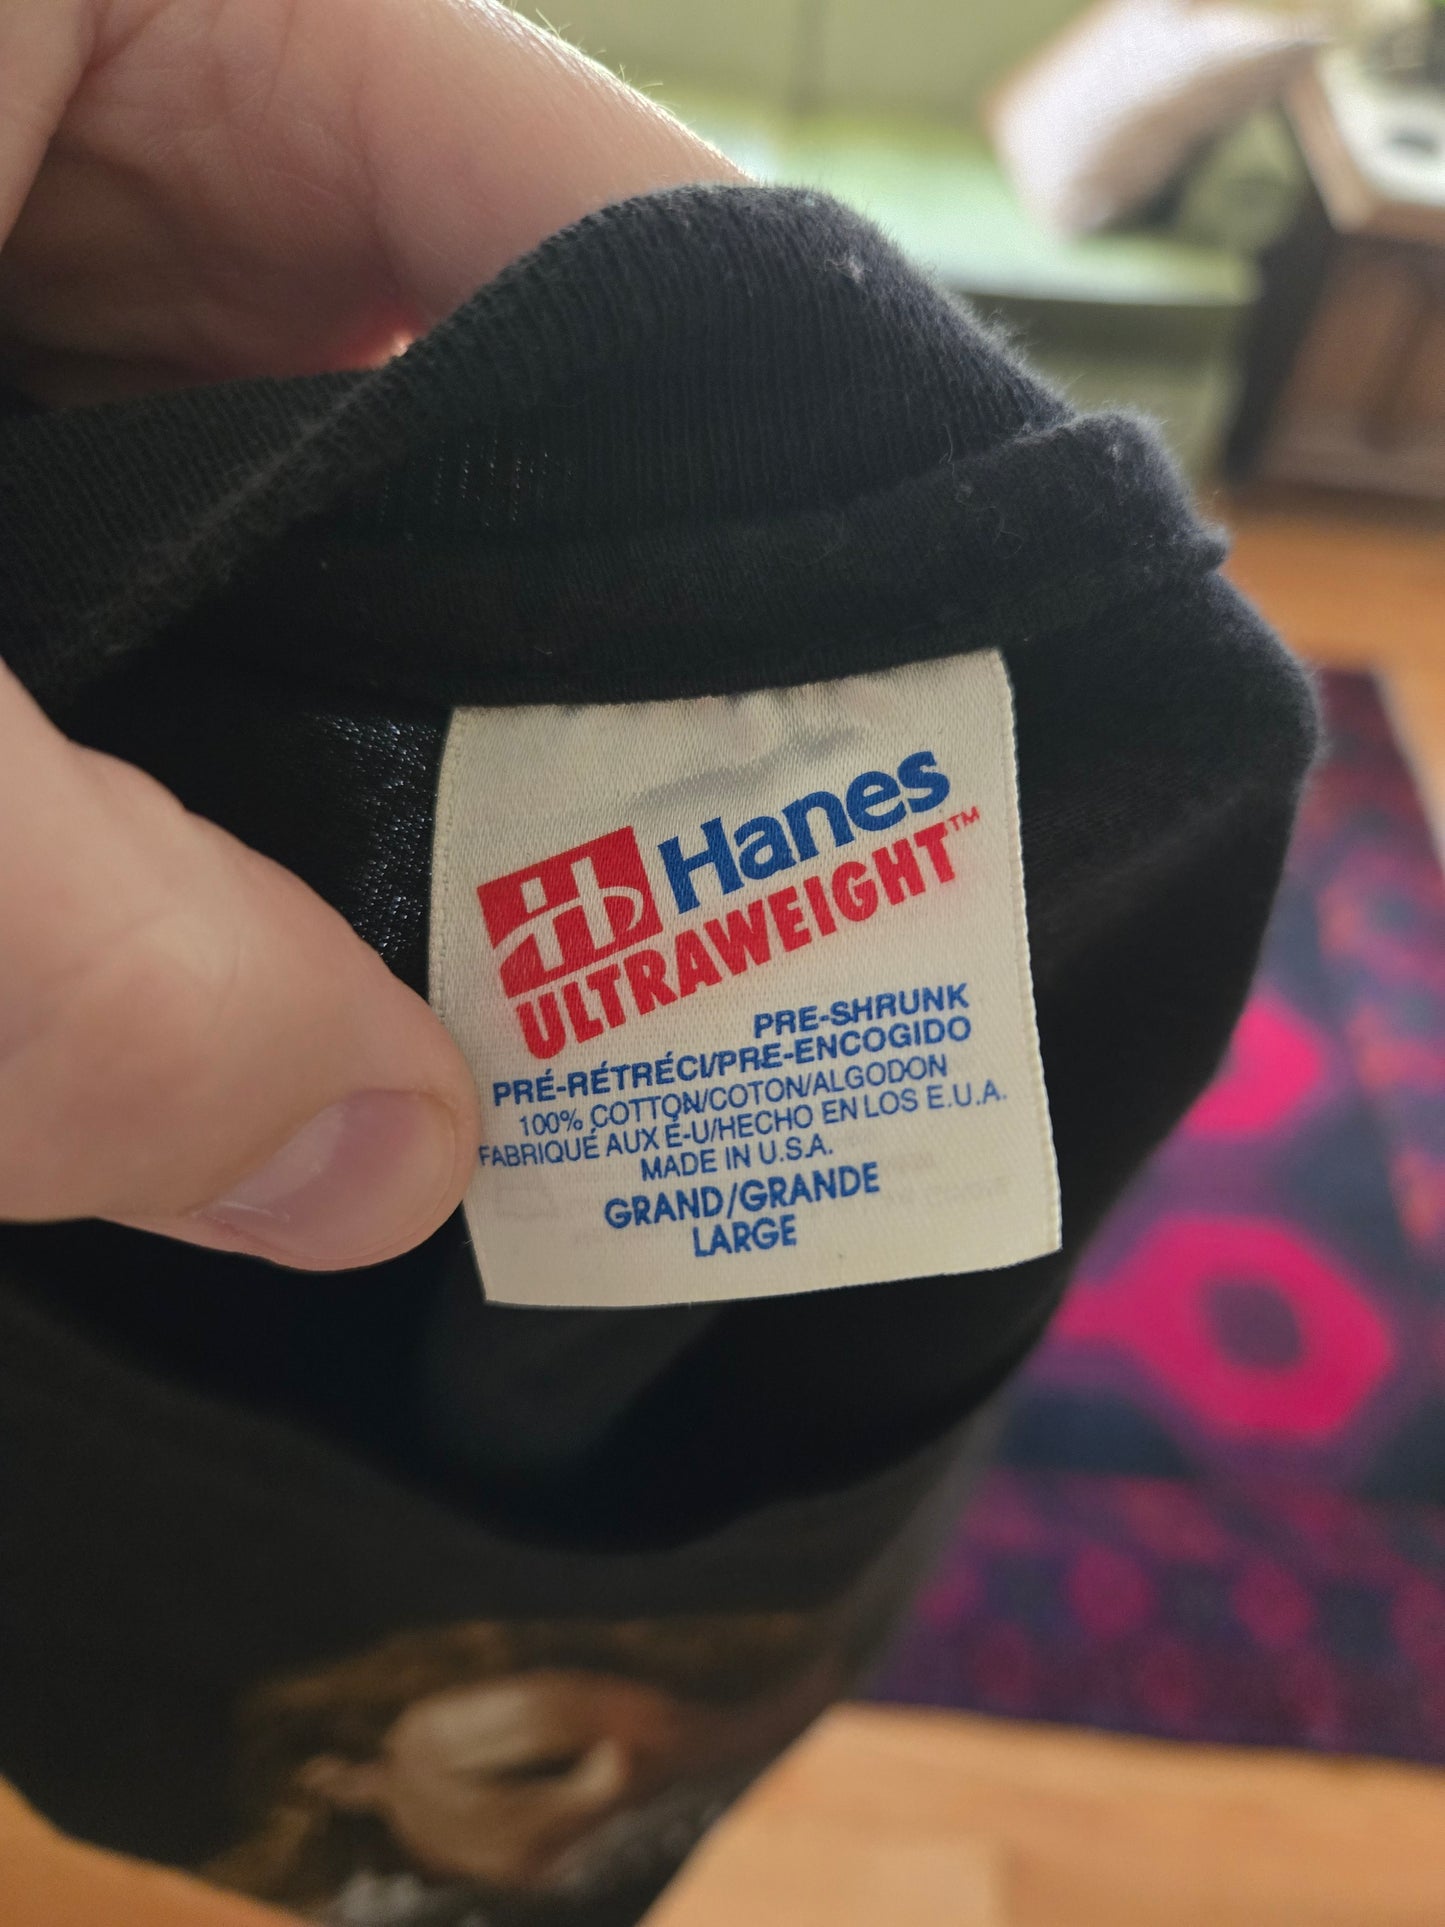 Hanes
ULTRAWEIGHT™
PRE-SHRUNK
PRÉ-RÉTRÉCI/PRE-ENCOGIDO
100% COTTON/COTON/ALGODON
FABRIQUÉ AUX É-U/HECHO EN LOS E.U.A.
MADE IN U.S.A.
GRAND/GRANDE
LARGE